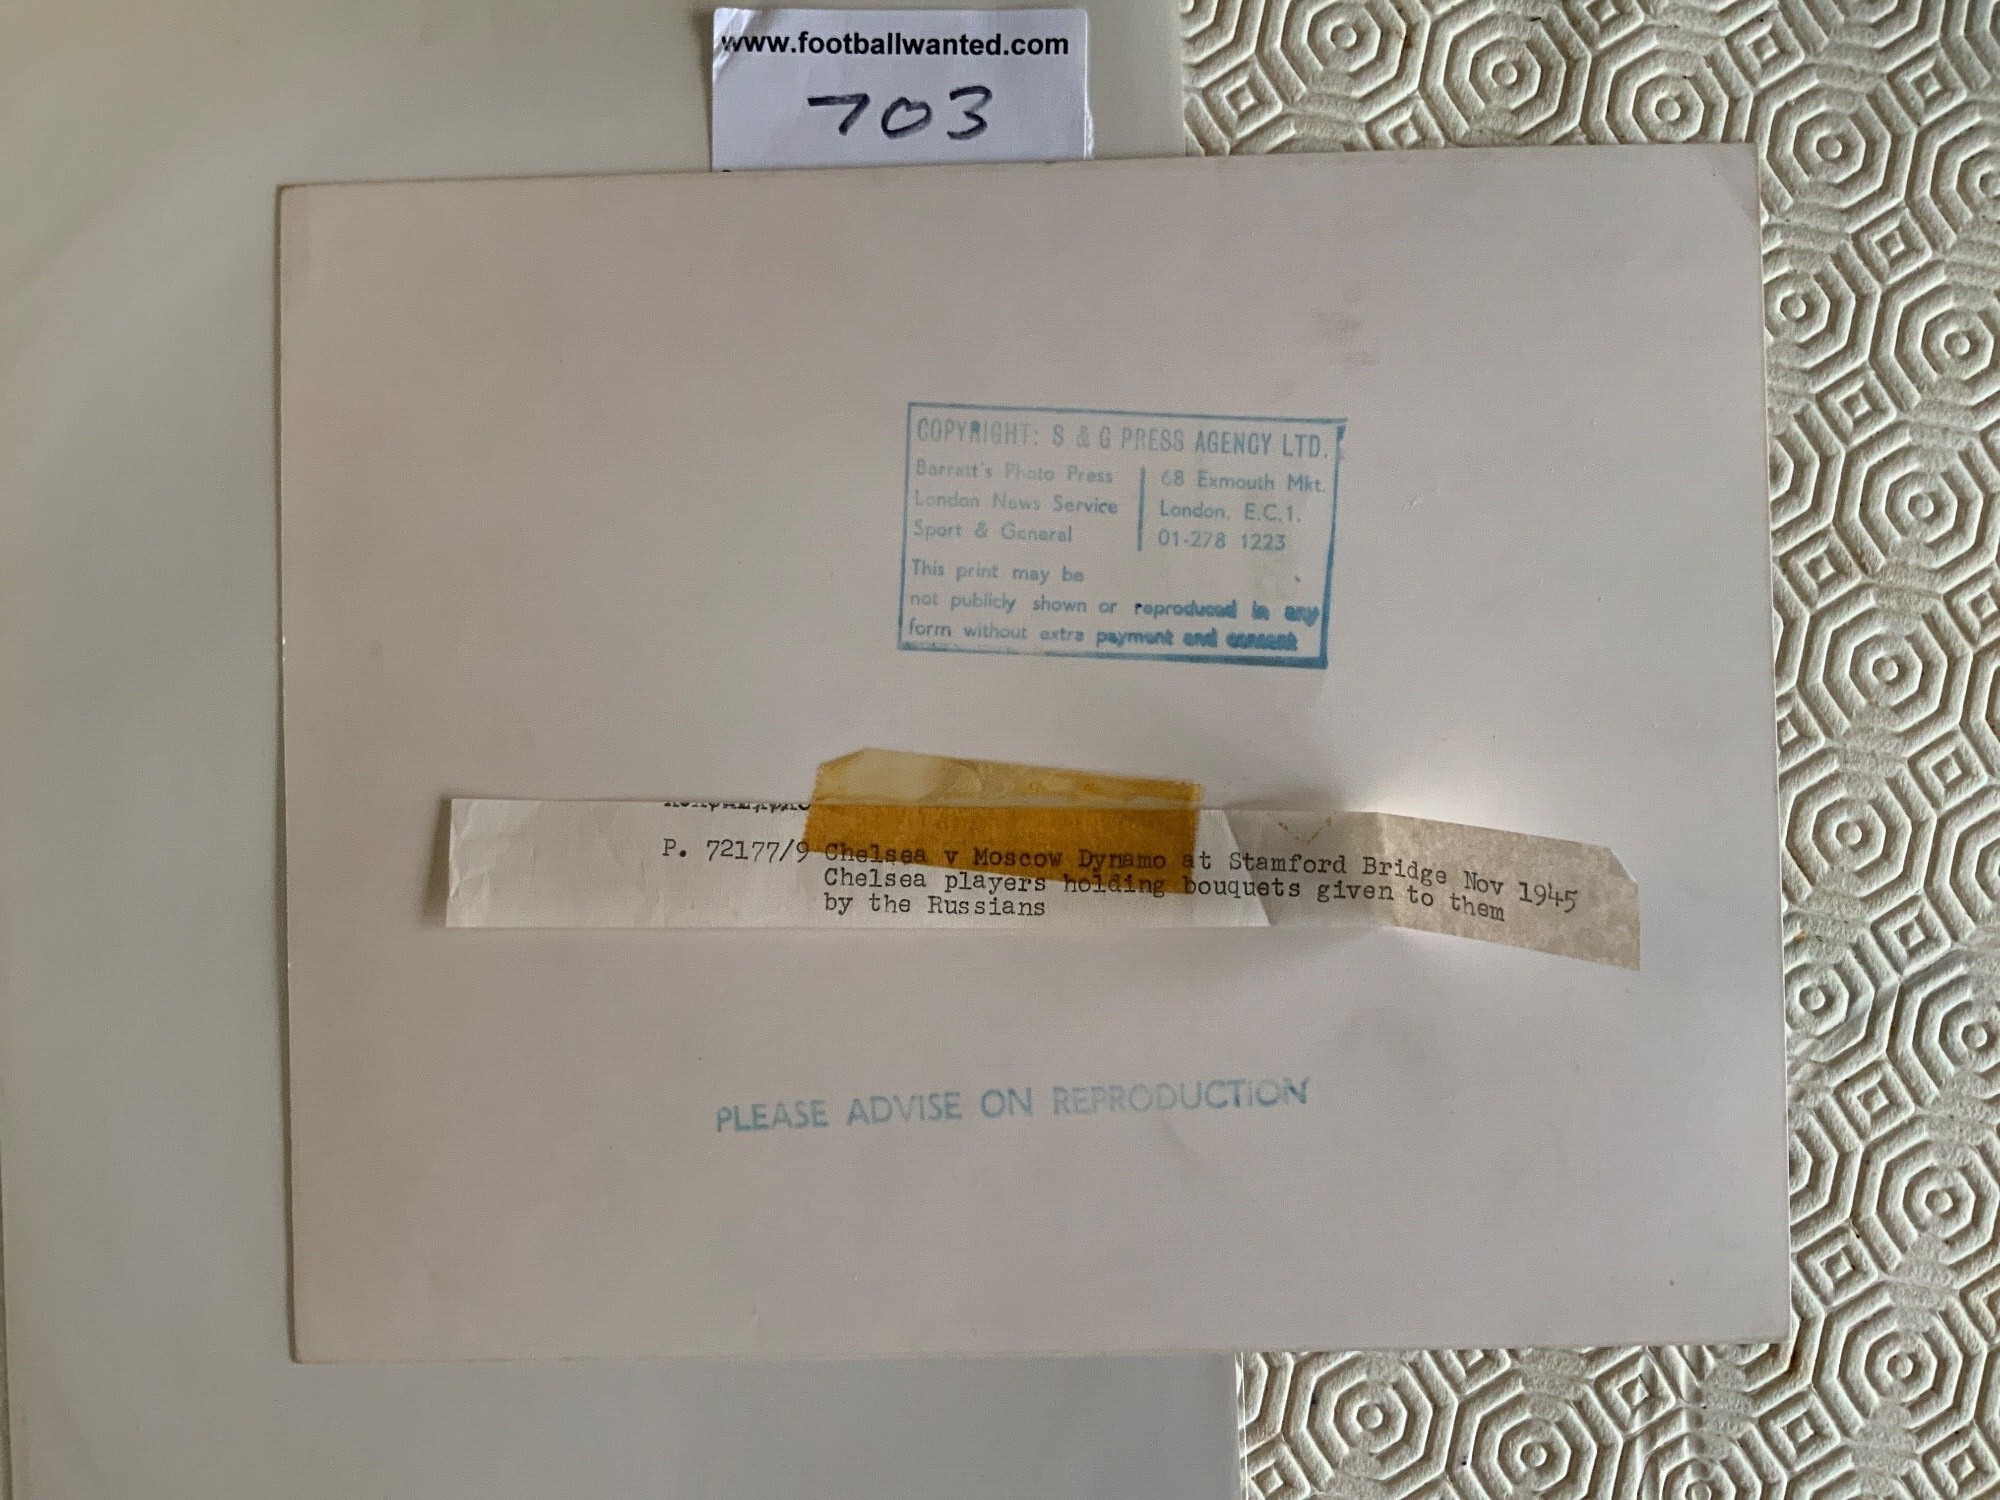 www.footballwanted.com
703
COPYRIGHT: S & G PRESS AGENCY LTD.
Barratt's Photo Press
London News Service
Sport & General
68 Exmouth Mkt.
London, E.C.1.
01-278 1223
This print may be
not publicly shown or reproduced in any
form without extra payment and consent
P. 72177/9 Chelsea v Moscow Dynamo at Stamford Bridge Nov 1945
Chelsea players holding bouquets given to them
by the Russians
PLEASE ADVISE ON REPRODUCTION